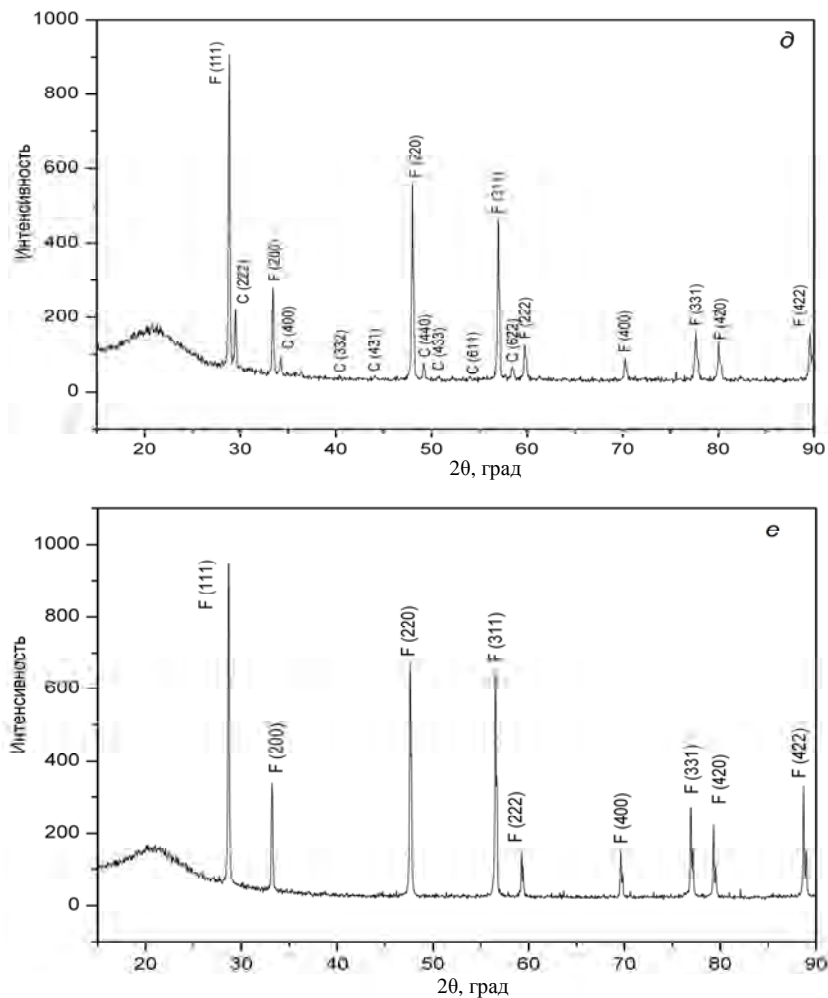 1000
800
600
400
200
0
Интенсивность
д
F (111)
C (222)
F (200)
C (400)
C (332)
C (431)
F (220)
C (440)
C (433)
C (611)
F (311)
C (622)
F (222)
F (400)
F (331)
F (420)
F (422)
20 30 40 50 60 70 80 90
2θ, град
1000
800
600
400
200
0
Интенсивность
е
F (111)
F (200)
F (220)
F (311)
F (222)
F (400)
F (331)
F (420)
F (422)
20 30 40 50 60 70 80 90
2θ, град